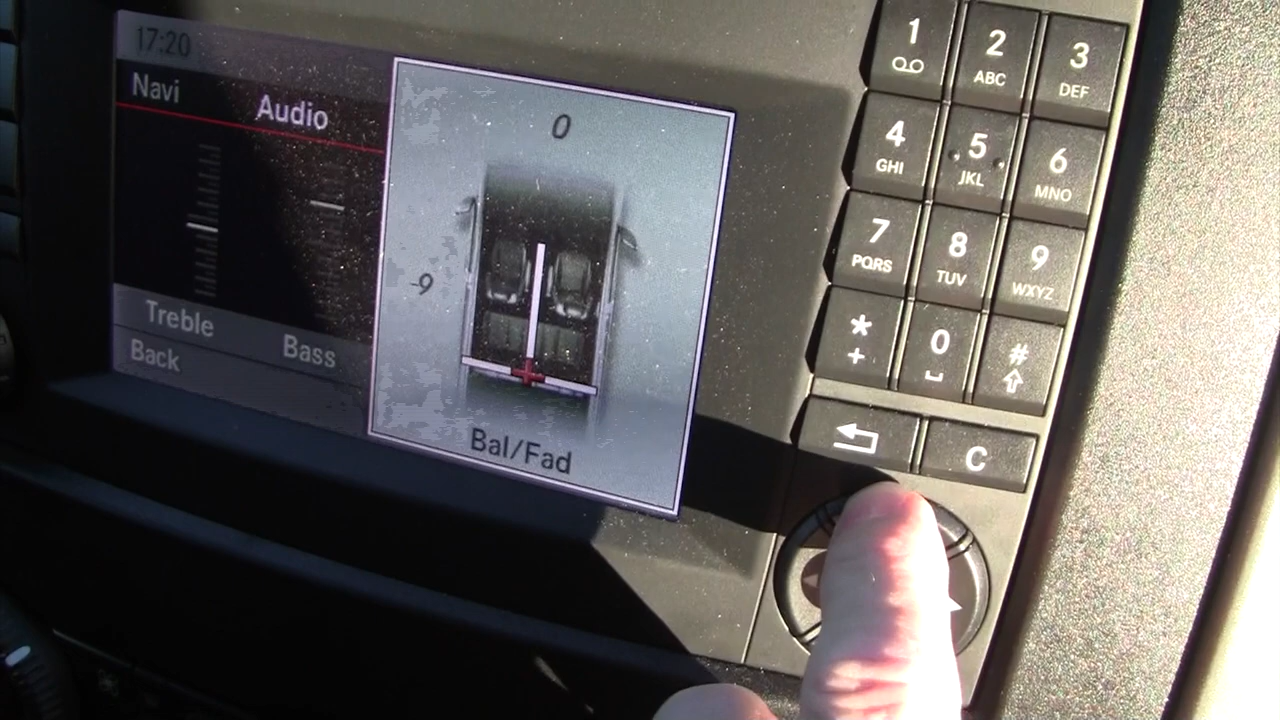 17:20
Navi
Audio
Treble
Bass
Back
0
-9
Bal/Fad
1
2
ABC
3
DEF
4
GHI
5
JKL
6
MNO
7
PQRS
8
TUV
9
WXYZ
*
+
0
#
C